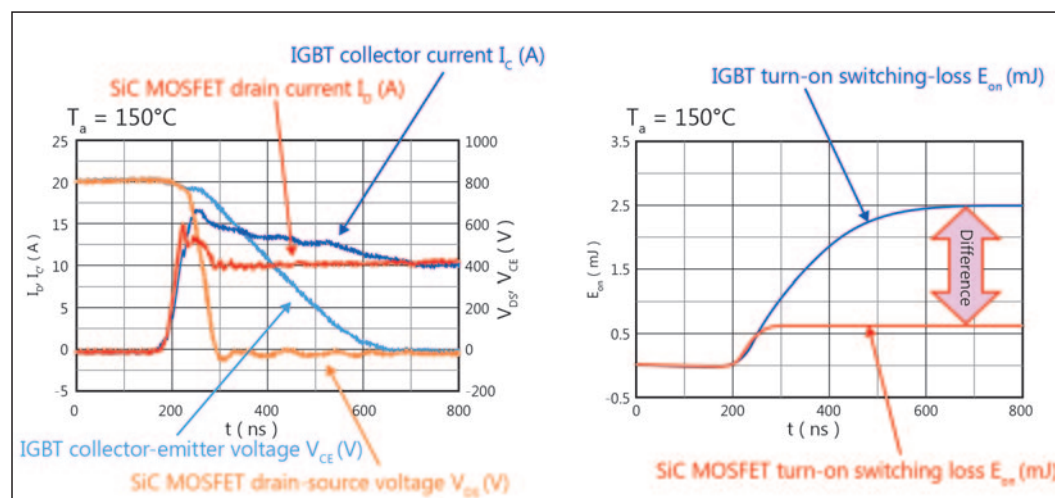 IGBT collector current I_C (A)
SiC MOSFET drain current I_D (A)
T_a = 150°C
25
20
15
10
5
0
-5
I_D, I_C, (A)
1000
800
600
400
200
0
-200
V_DS, V_CE (V)
0
200
400
600
800
t ( ns )
IGBT collector-emitter voltage V_CE (V)
SiC MOSFET drain-source voltage V_DS (V)
IGBT turn-on switching-loss E_on (mJ)
T_a = 150°C
3.5
2.5
1.5
0.5
-0.5
E_on ( mJ )
Difference
0
200
400
600
800
t ( ns )
SiC MOSFET turn-on switching loss E_on (mJ)